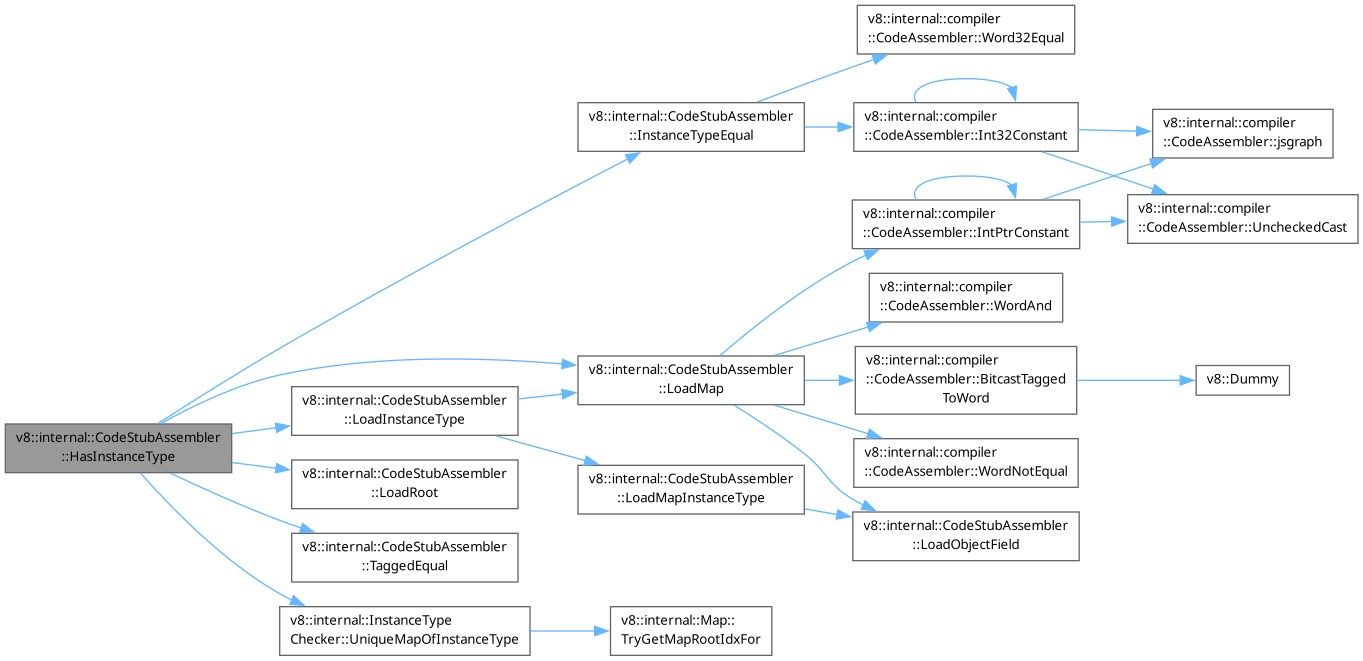 v8::internal::CodeStubAssembler
::HasInstanceType
v8::internal::CodeStubAssembler
::InstanceTypeEqual
v8::internal::compiler
::CodeAssembler::Word32Equal
v8::internal::compiler
::CodeAssembler::Int32Constant
v8::internal::compiler
::CodeAssembler::jsgraph
v8::internal::compiler
::CodeAssembler::UncheckedCast
v8::internal::compiler
::CodeAssembler::IntPtrConstant
v8::internal::compiler
::CodeAssembler::WordAnd
v8::internal::CodeStubAssembler
::LoadMap
v8::internal::compiler
::CodeAssembler::BitcastTagged
ToWord
v8::Dummy
v8::internal::compiler
::CodeAssembler::WordNotEqual
v8::internal::CodeStubAssembler
::LoadObjectField
v8::internal::CodeStubAssembler
::LoadInstanceType
v8::internal::CodeStubAssembler
::LoadMapInstanceType
v8::internal::CodeStubAssembler
::LoadRoot
v8::internal::CodeStubAssembler
::TaggedEqual
v8::internal::InstanceType
Checker::UniqueMapOfInstanceType
v8::internal::Map::
TryGetMapRootIdxFor